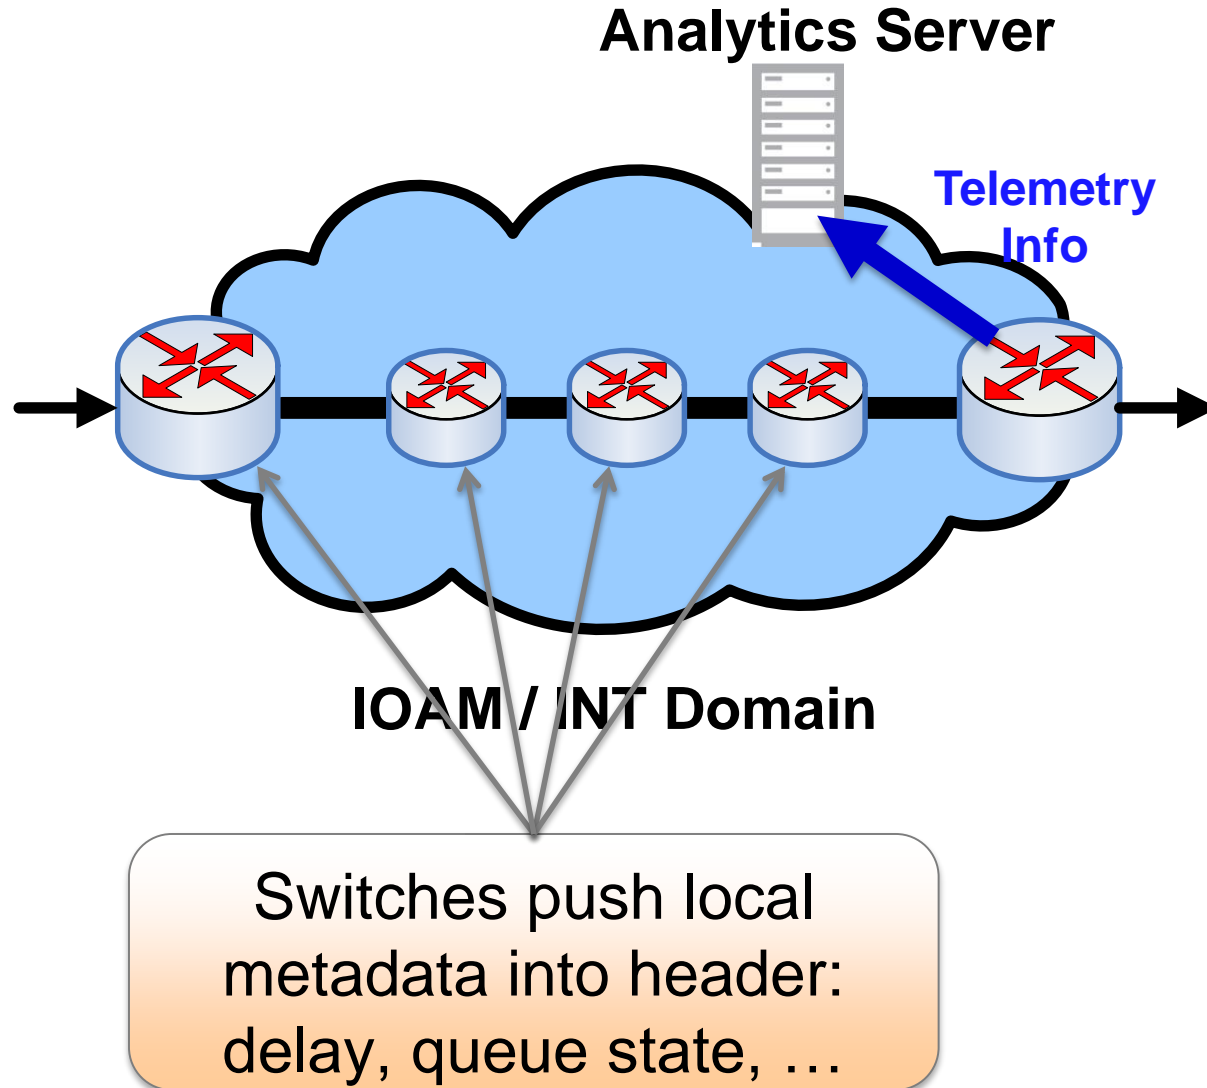 Analytics Server
Telemetry
Info
IOAM / INT Domain
Switches push local
metadata into header:
delay, queue state, …